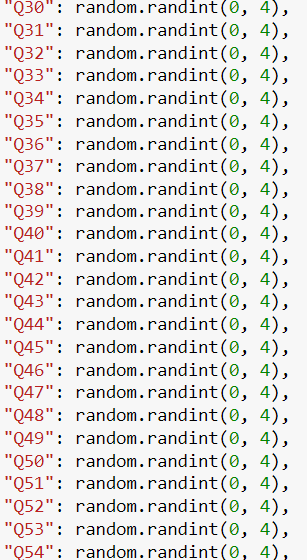 "Q30": random.randint(0, 4),
"Q31": random.randint(0, 4),
"Q32": random.randint(0, 4),
"Q33": random.randint(0, 4),
"Q34": random.randint(0, 4),
"Q35": random.randint(0, 4),
"Q36": random.randint(0, 4),
"Q37": random.randint(0, 4),
"Q38": random.randint(0, 4),
"Q39": random.randint(0, 4),
"Q40": random.randint(0, 4),
"Q41": random.randint(0, 4),
"Q42": random.randint(0, 4),
"Q43": random.randint(0, 4),
"Q44": random.randint(0, 4),
"Q45": random.randint(0, 4),
"Q46": random.randint(0, 4),
"Q47": random.randint(0, 4),
"Q48": random.randint(0, 4),
"Q49": random.randint(0, 4),
"Q50": random.randint(0, 4),
"Q51": random.randint(0, 4),
"Q52": random.randint(0, 4),
"Q53": random.randint(0, 4),
"Q54": random.randint(0, 4),